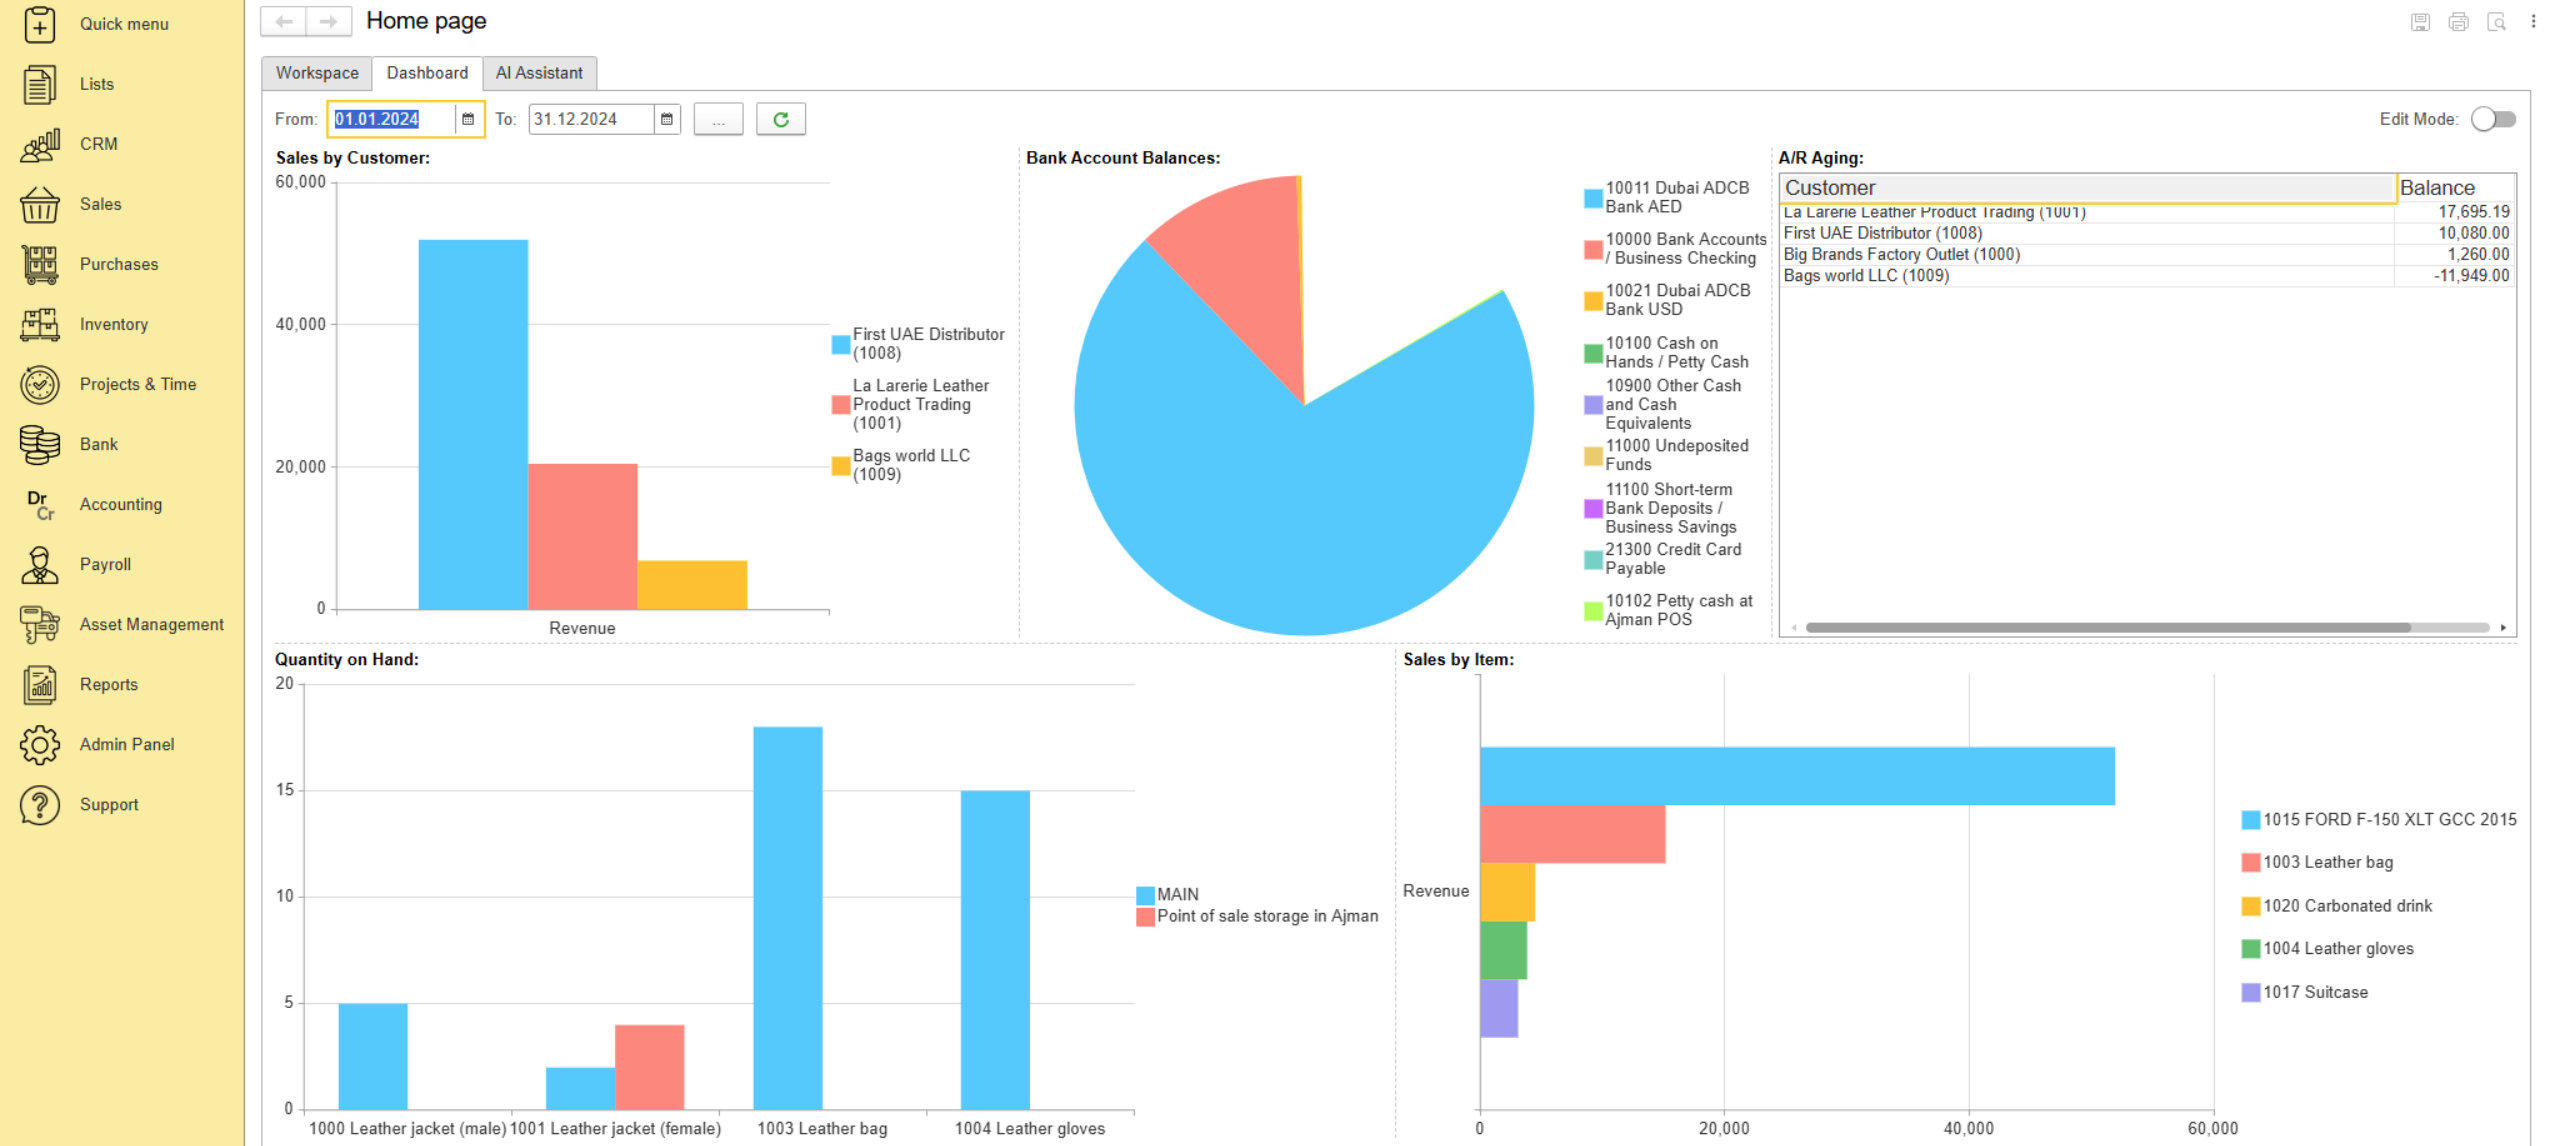 Quick menu
Lists
CRM
Sales
Purchases
Inventory
Projects & Time
Bank
Dr
Cr
Accounting
Payroll
Asset Management
Reports
Admin Panel
Support
Home page
Workspace
Dashboard
AI Assistant
From: 01.01.2024 To: 31.12.2024 ...
Edit Mode:
Sales by Customer:
60,000
40,000
20,000
0
Revenue
First UAE Distributor
(1008)
La Larerie Leather
Product Trading
(1001)
Bags world LLC
(1009)
Bank Account Balances:
10011 Dubai ADCB
Bank AED
10000 Bank Accounts
/ Business Checking
10021 Dubai ADCB
Bank USD
10100 Cash on
Hands / Petty Cash
10900 Other Cash
and Cash
Equivalents
11000 Undeposited
Funds
11100 Short-term
Bank Deposits /
Business Savings
21300 Credit Card
Payable
10102 Petty cash at
Ajman POS
A/R Aging:
Customer Balance
La Larerie Leather Product Trading (1001) 17,695.19
First UAE Distributor (1008) 10,080.00
Big Brands Factory Outlet (1000) 1,260.00
Bags world LLC (1009) -11,949.00
Quantity on Hand:
20
15
10
5
0
1000 Leather jacket (male) 1001 Leather jacket (female) 1003 Leather bag 1004 Leather gloves
MAIN
Point of sale storage in Ajman
Sales by Item:
Revenue
0 20,000 40,000 60,000
1015 FORD F-150 XLT GCC 2015
1003 Leather bag
1020 Carbonated drink
1004 Leather gloves
1017 Suitcase